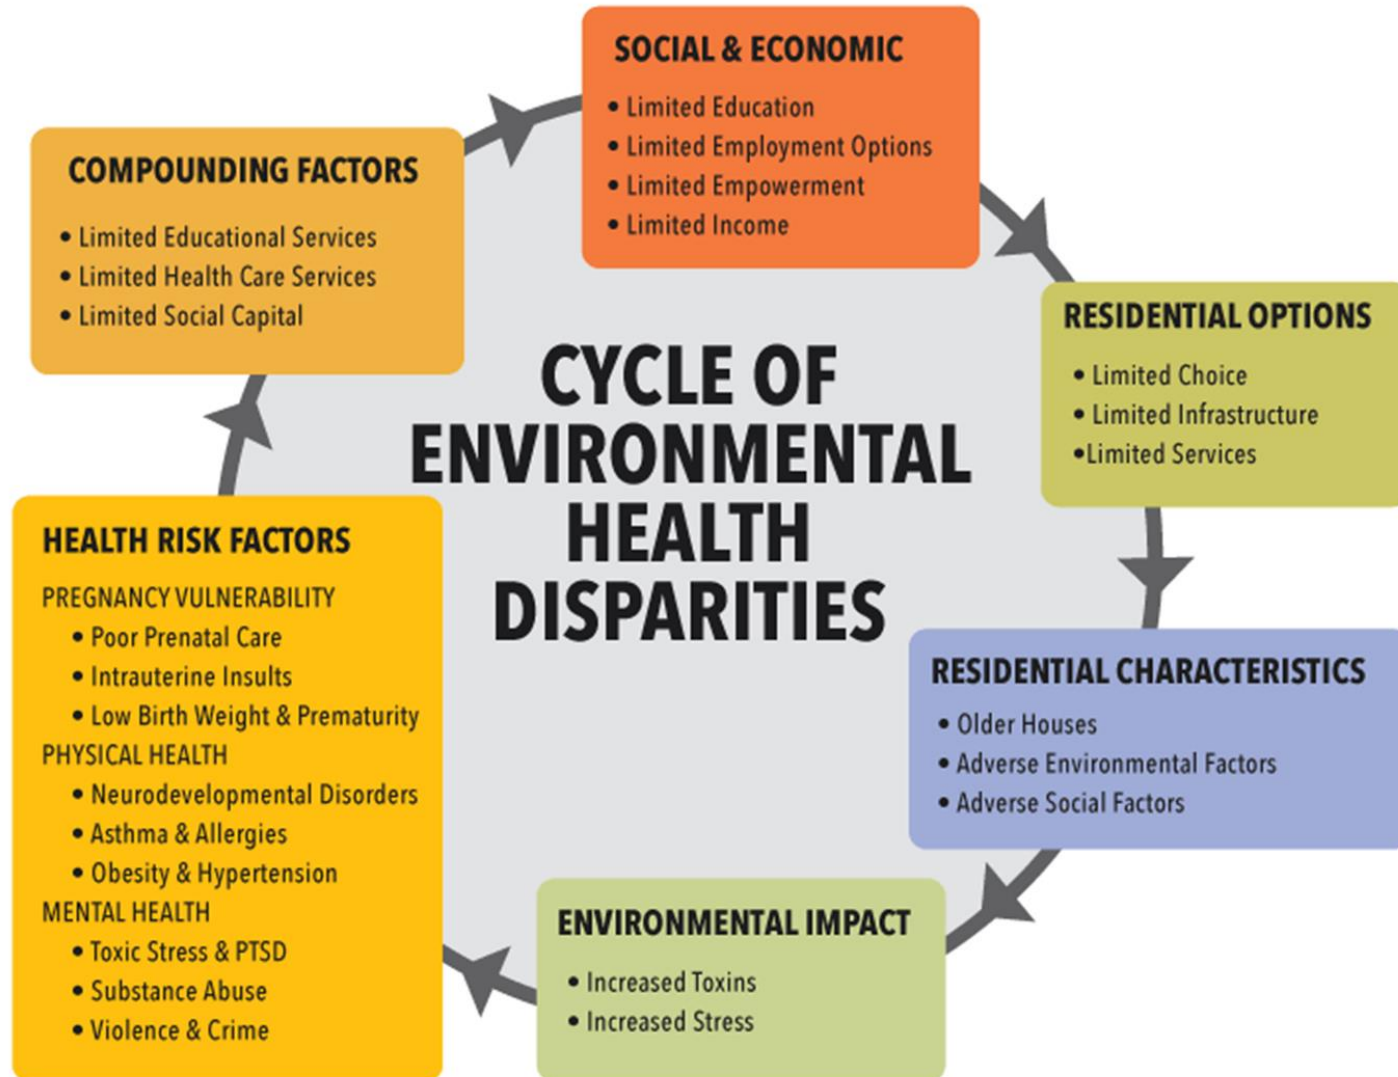 SOCIAL & ECONOMIC
• Limited Education
• Limited Employment Options
• Limited Empowerment
• Limited Income
RESIDENTIAL OPTIONS
• Limited Choice
• Limited Infrastructure
•Limited Services
RESIDENTIAL CHARACTERISTICS
• Older Houses
• Adverse Environmental Factors
• Adverse Social Factors
ENVIRONMENTAL IMPACT
• Increased Toxins
• Increased Stress
HEALTH RISK FACTORS
PREGNANCY VULNERABILITY
• Poor Prenatal Care
• Intrauterine Insults
• Low Birth Weight & Prematurity
PHYSICAL HEALTH
• Neurodevelopmental Disorders
• Asthma & Allergies
• Obesity & Hypertension
MENTAL HEALTH
• Toxic Stress & PTSD
• Substance Abuse
• Violence & Crime
COMPOUNDING FACTORS
• Limited Educational Services
• Limited Health Care Services
• Limited Social Capital
CYCLE OF
ENVIRONMENTAL
HEALTH
DISPARITIES